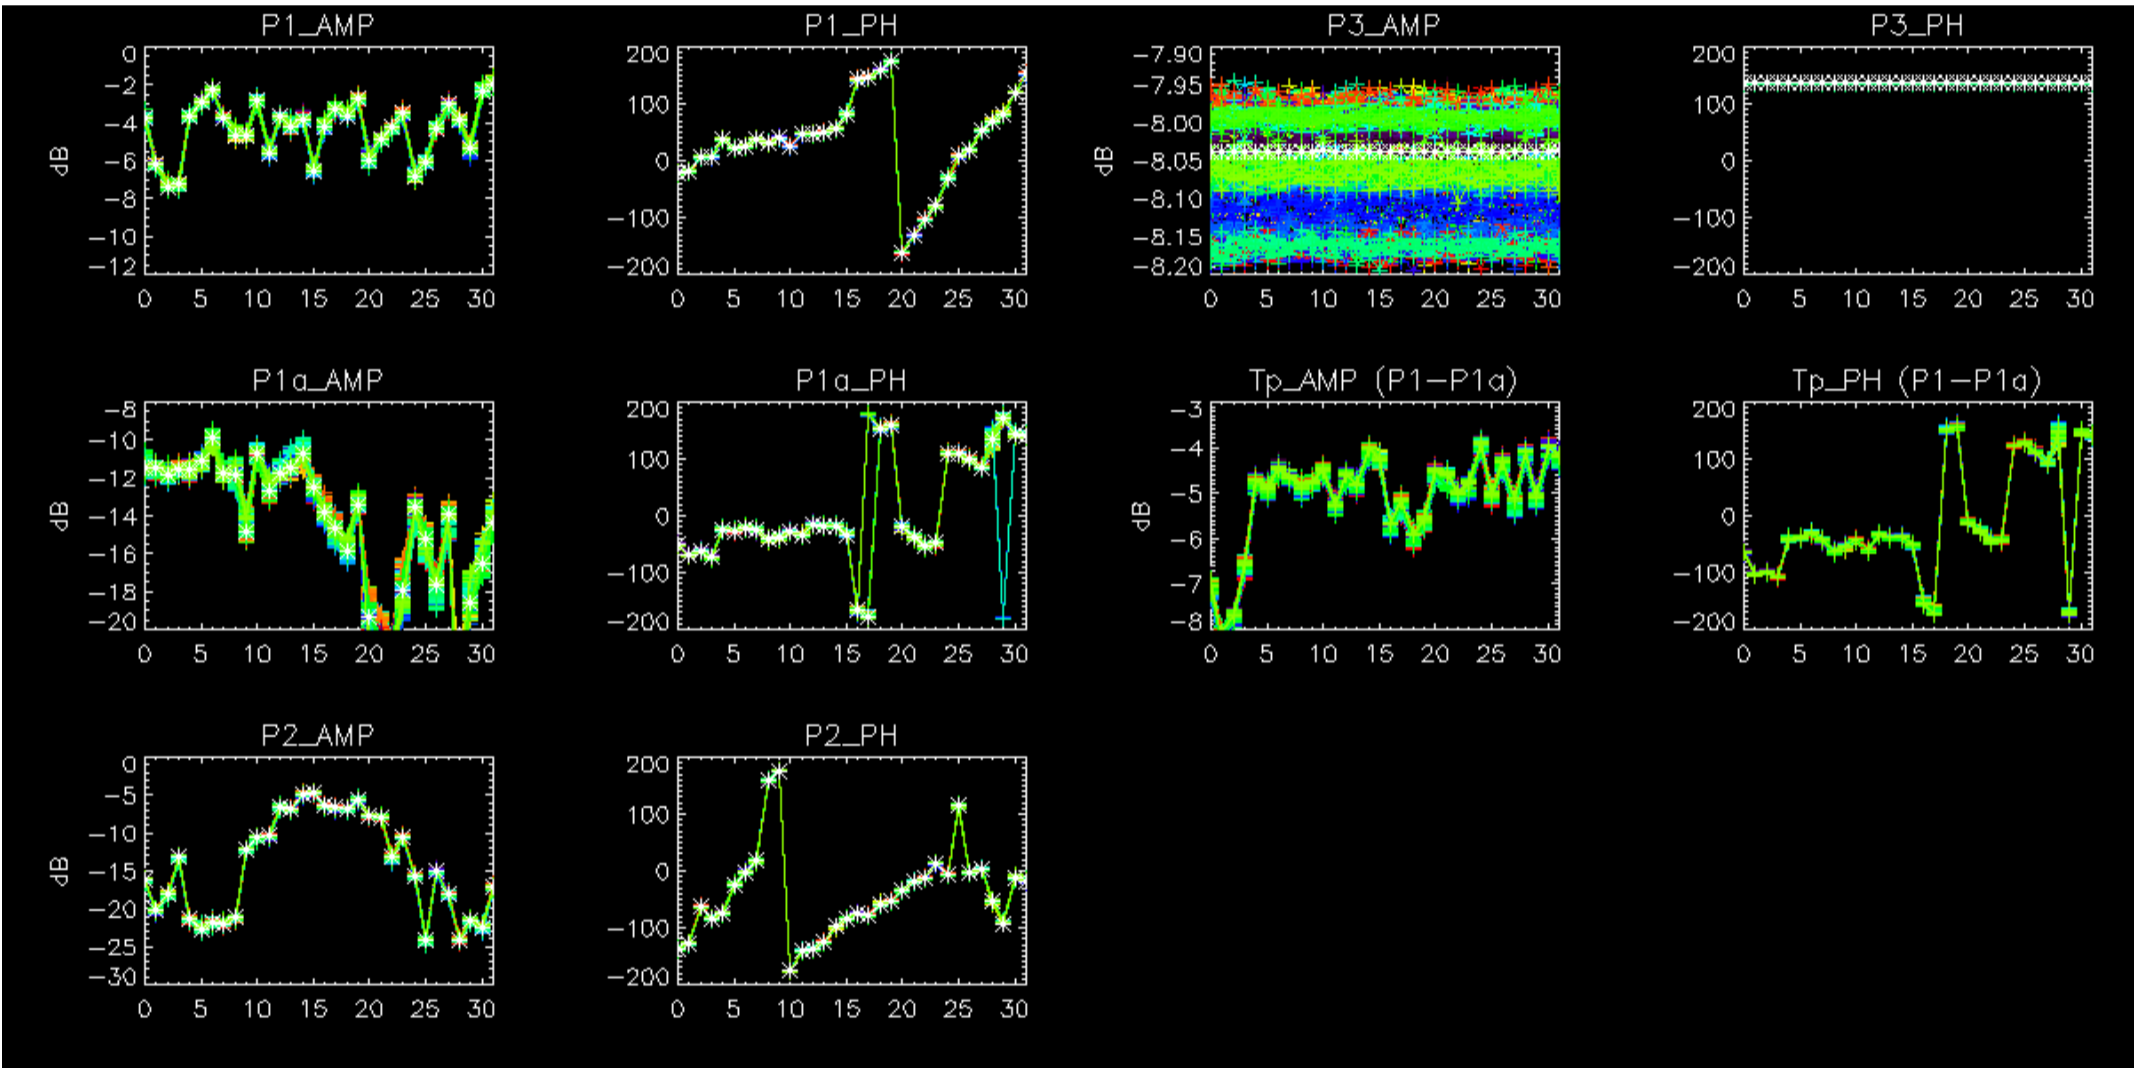 P1_AMP P1_PH P3_AMP P3_PH
0 200 −7.90 200
−2 100 −7.95 100
−4 0 −8.00 0
−6 −100 −8.05 −100
−8 −200 −8.10 −200
−10 −8.15
−12 −8.20
dB dB
0 5 10 15 20 25 30 0 5 10 15 20 25 30 0 5 10 15 20 25 30 0 5 10 15 20 25 30
P1a_AMP P1a_PH Tp_AMP (P1−P1a) Tp_PH (P1−P1a)
−8 200 −3 200
−10 100 −4 100
−12 0 −5 0
−14 −100 −6 −100
−16 −200 −7 −200
−18 −8
−20
dB dB
0 5 10 15 20 25 30 0 5 10 15 20 25 30 0 5 10 15 20 25 30 0 5 10 15 20 25 30
P2_AMP P2_PH
0 200
−5 100
−10 0
−15 −100
−20 −200
−25
−30
dB
0 5 10 15 20 25 30 0 5 10 15 20 25 30